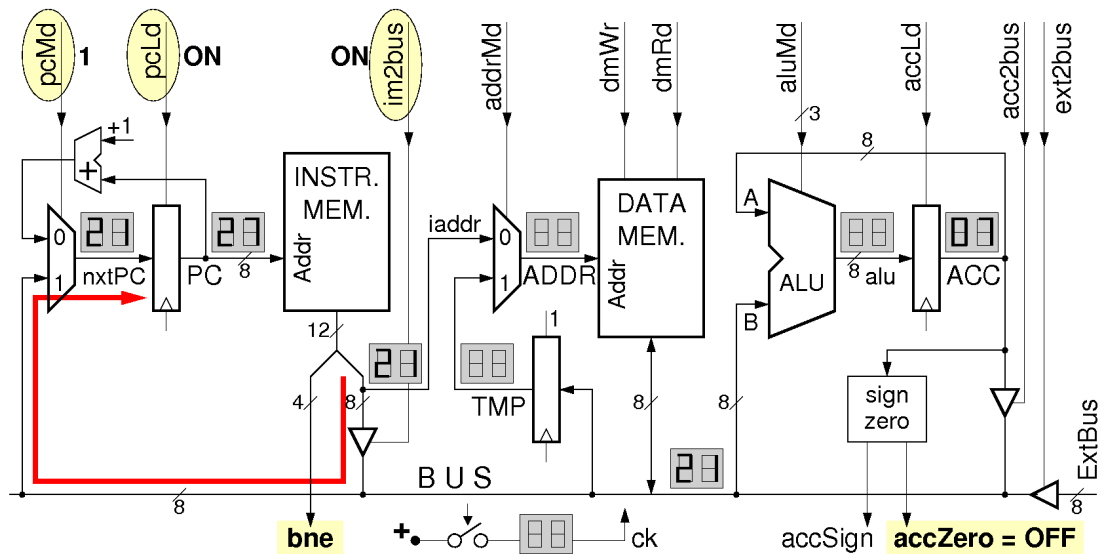 pcMd
1
pcLd
ON
ON
im2bus
addrMd
dmWr
dmRd
aluMd
accLd
acc2bus
ext2bus
+1
3
8
+
INSTR.
MEM.
Addr
DATA
MEM.
Addr
A
B
ALU
iaddr
0
1
21
nxtPC
27
PC
8
0
1
ADDR
8
alu
07
ACC
12
1
21
4
8
TMP
8
8
sign
zero
21
BUS
8
8
ExtBus
bne
+
ck
accSign
accZero = OFF